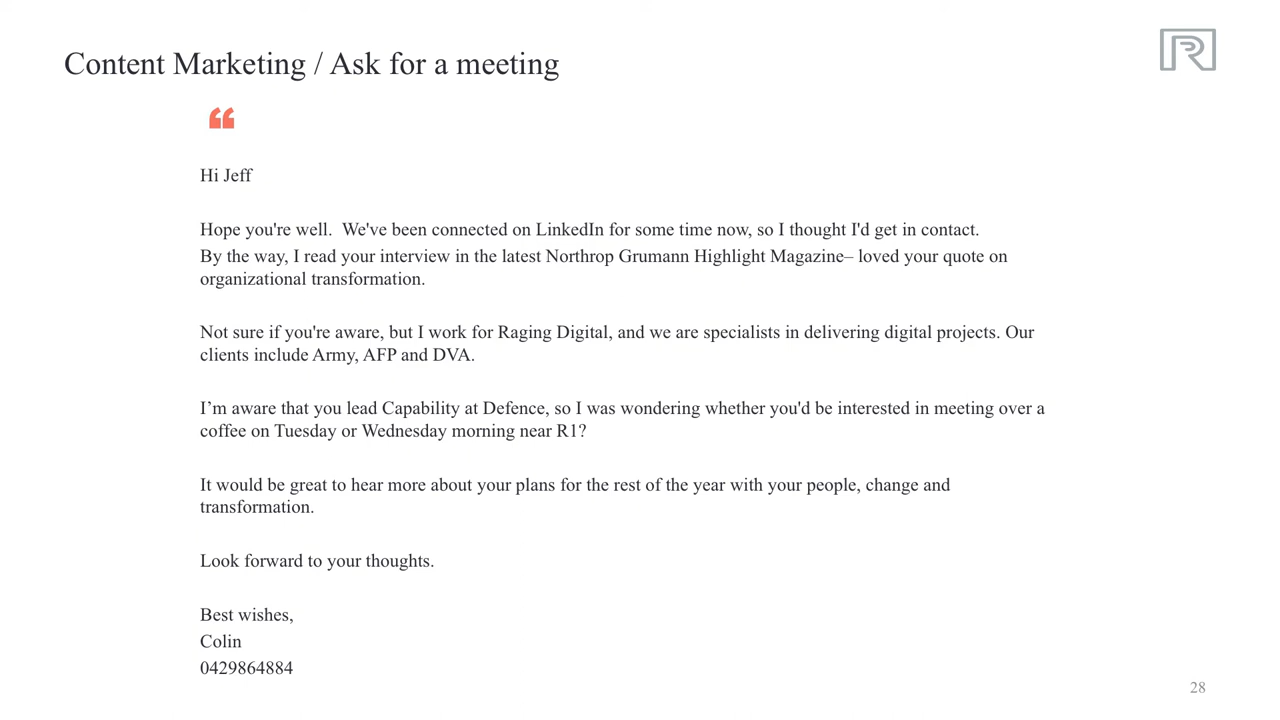 Content Marketing / Ask for a meeting
R
“
Hi Jeff
Hope you're well.  We've been connected on LinkedIn for some time now, so I thought I'd get in contact.
By the way, I read your interview in the latest Northrop Grumann Highlight Magazine– loved your quote on
organizational transformation.
Not sure if you're aware, but I work for Raging Digital, and we are specialists in delivering digital projects. Our
clients include Army, AFP and DVA.
I’m aware that you lead Capability at Defence, so I was wondering whether you'd be interested in meeting over a
coffee on Tuesday or Wednesday morning near R1?
It would be great to hear more about your plans for the rest of the year with your people, change and
transformation.
Look forward to your thoughts.
Best wishes,
Colin
0429864884
28